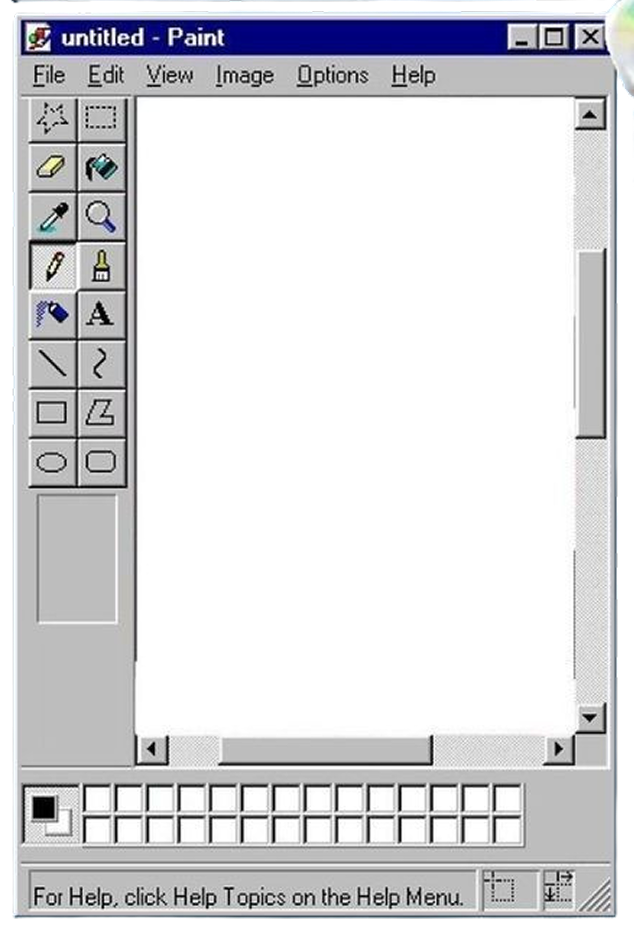 untitled - Paint
File Edit View Image Options Help
A
For Help, click Help Topics on the Help Menu.